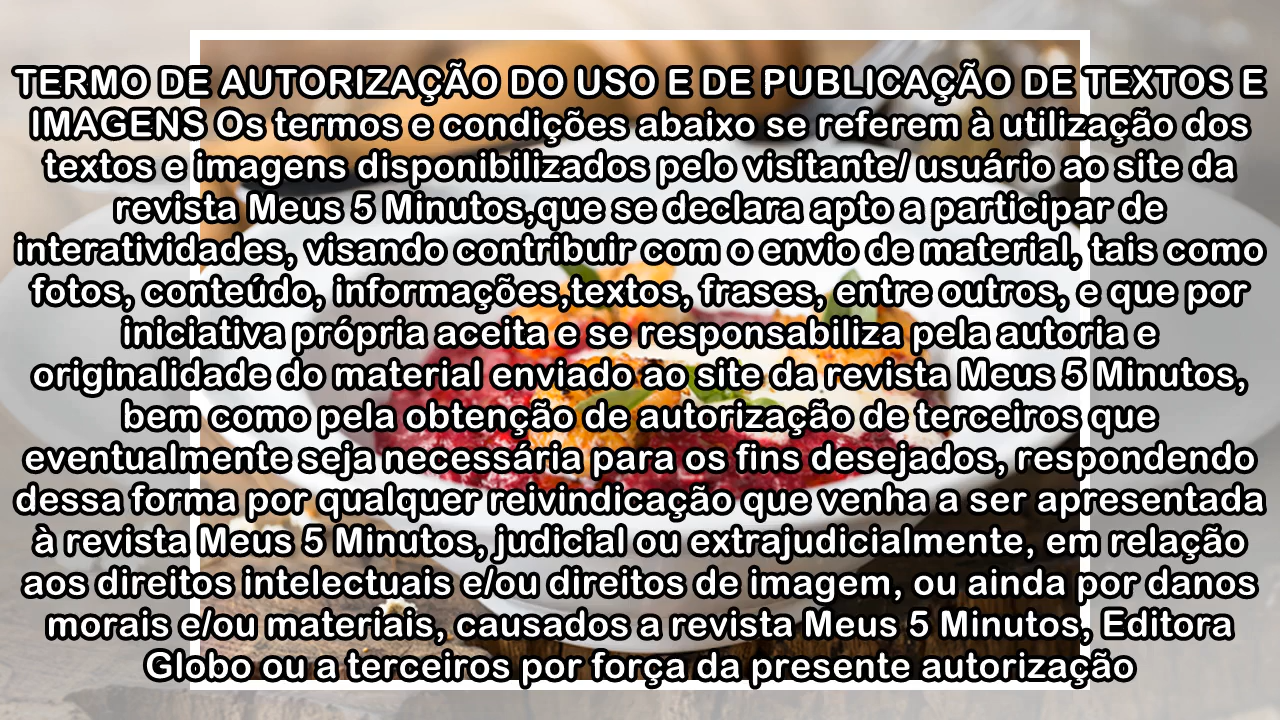 TERMO DE AUTORIZAÇÃO DO USO E DE PUBLICAÇÃO DE TEXTOS E
IMAGENS Os termos e condições abaixo se referem à utilização dos
textos e imagens disponibilizados pelo visitante/ usuário ao site da
revista Meus 5 Minutos,que se declara apto a participar de
interatividades, visando contribuir com o envio de material, tais como
fotos, conteúdo, informações,textos, frases, entre outros, e que por
iniciativa própria aceita e se responsabiliza pela autoria e
originalidade do material enviado ao site da revista Meus 5 Minutos,
bem como pela obtenção de autorização de terceiros que
eventualmente seja necessária para os fins desejados, respondendo
dessa forma por qualquer reivindicação que venha a ser apresentada
à revista Meus 5 Minutos, judicial ou extrajudicialmente, em relação
aos direitos intelectuais e/ou direitos de imagem, ou ainda por danos
morais e/ou materiais, causados a revista Meus 5 Minutos, Editora
Globo ou a terceiros por força da presente autorização